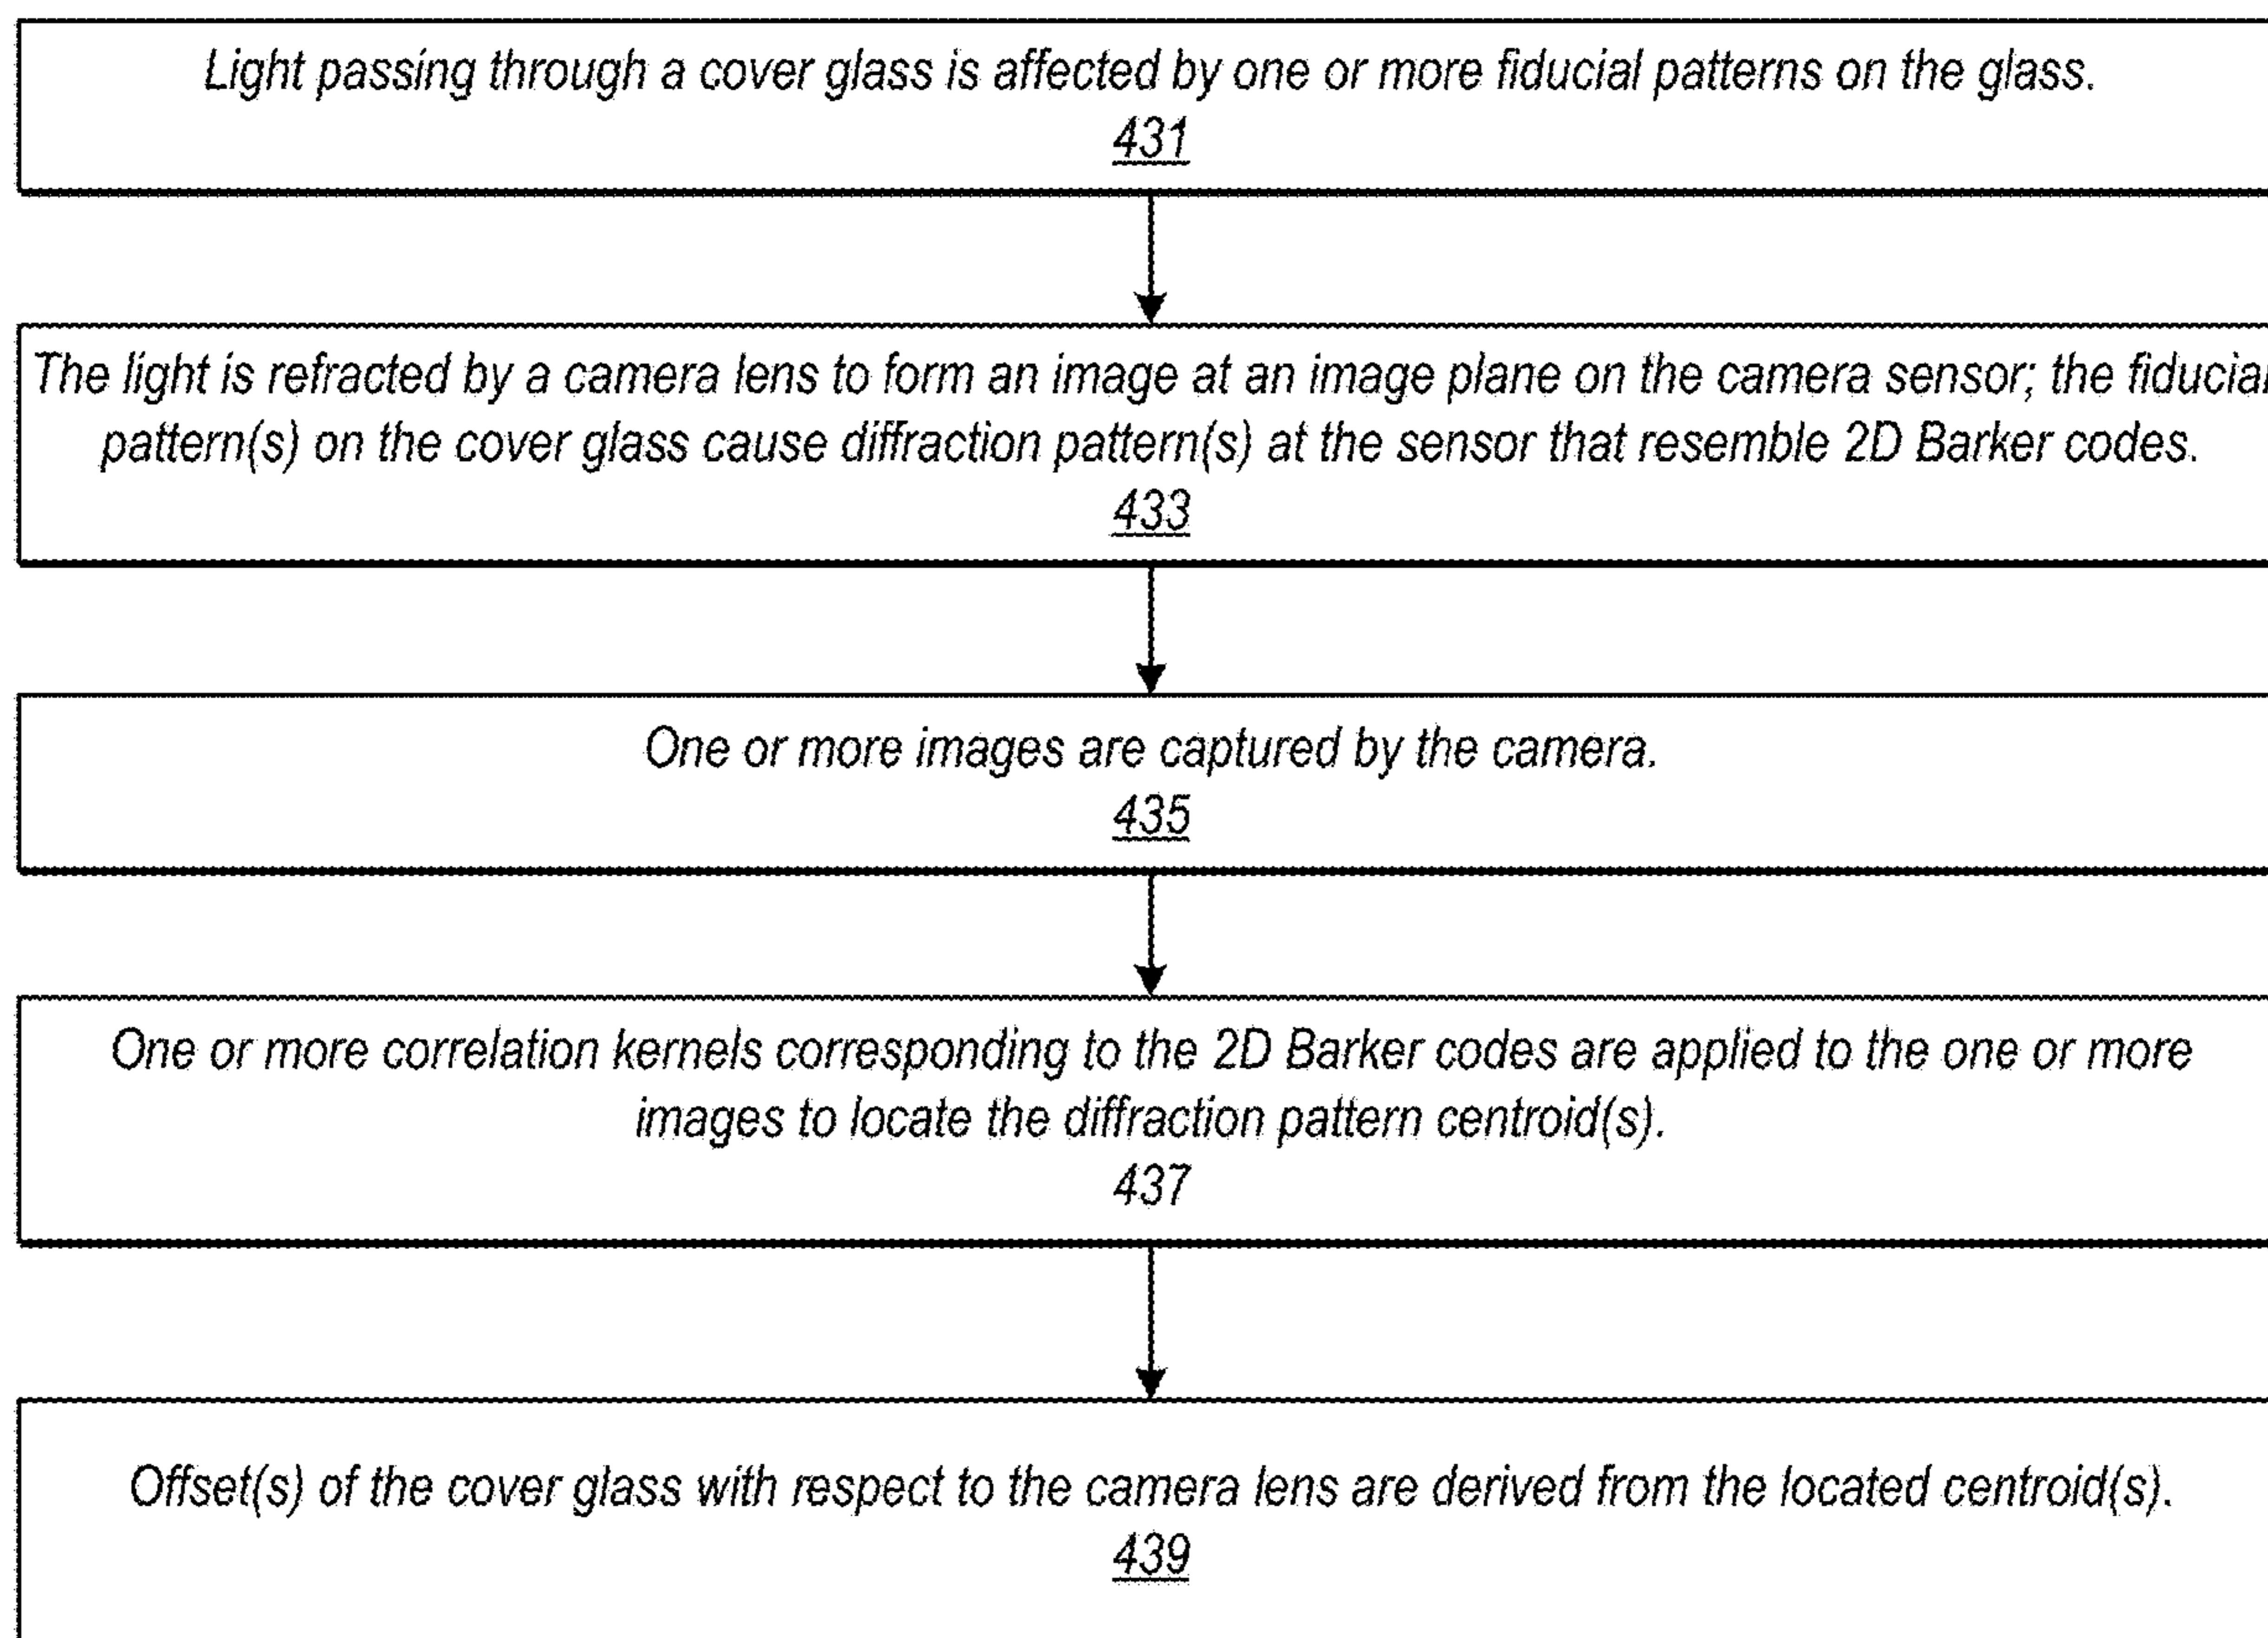 Light passing through a cover glass is affected by one or more fiducial patterns on the glass.
431
The light is refracted by a camera lens to form an image at an image plane on the camera sensor; the fiducial
pattern(s) on the cover glass cause diffraction pattern(s) at the sensor that resemble 2D Barker codes.
433
One or more images are captured by the camera.
435
One or more correlation kernels corresponding to the 2D Barker codes are applied to the one or more
images to locate the diffraction pattern centroid(s).
437
Offset(s) of the cover glass with respect to the camera lens are derived from the located centroid(s).
439